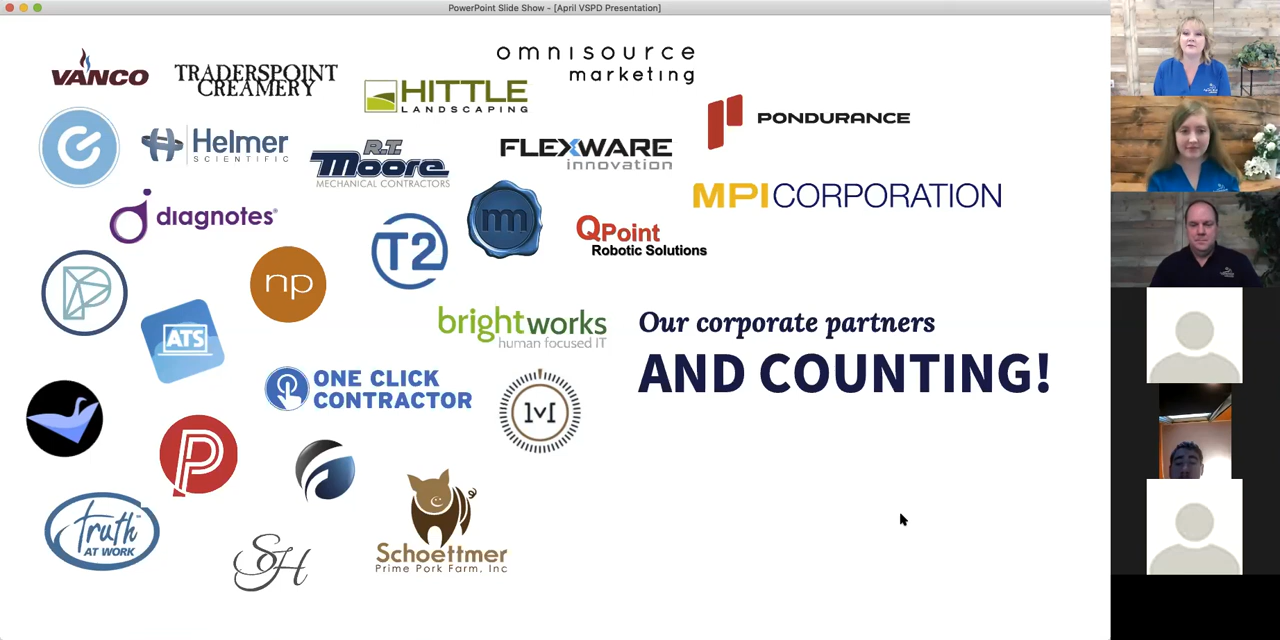 PowerPoint Slide Show - [April VSPD Presentation]
VANCO
TRADERSPOINT
CREAMERY
HITTLE
LANDSCAPING
omnisource
marketing
PONDURANCE
Helmer
SCIENTIFIC
R.T.
Moore
MECHANICAL CONTRACTORS
FLEXWARE
innovation
MPI CORPORATION
diagnotes
m
T2
QPoint
Robotic Solutions
P
np
ATS
brightworks
human focused IT
Our corporate partners
AND COUNTING!
ONE CLICK
CONTRACTOR
M
P
truth
AT WORK
SH
Schoettmer
Prime Pork Farm, Inc